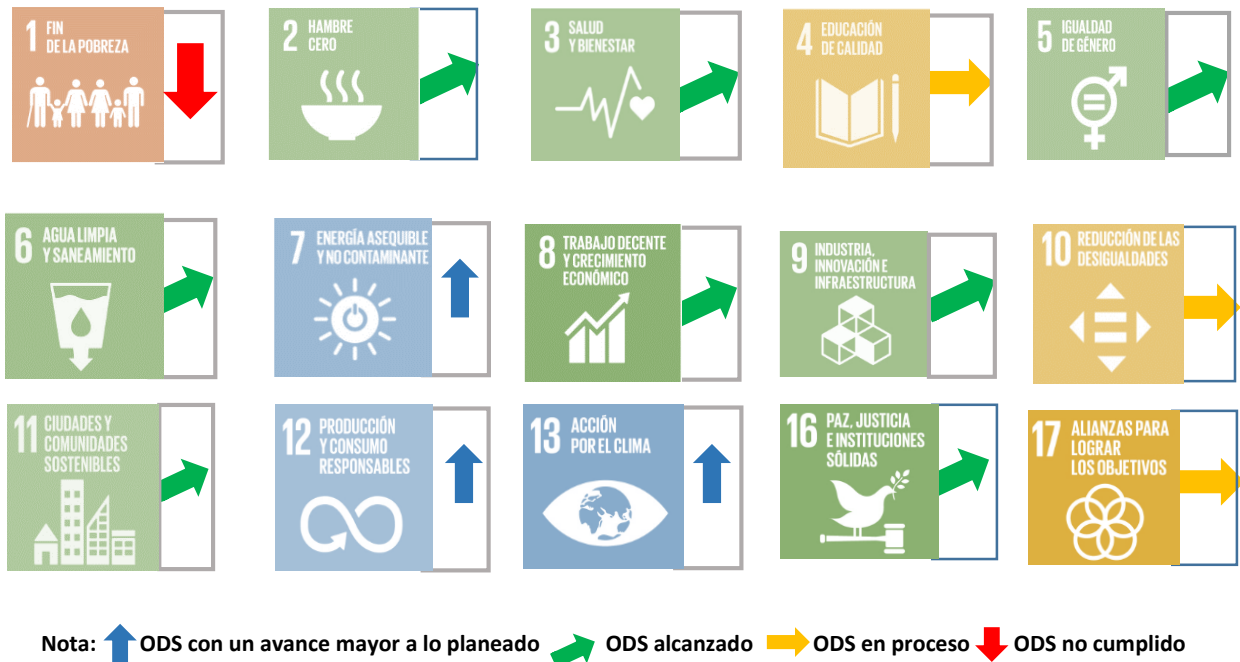 1 FIN
DE LA POBREZA
2 HAMBRE
CERO
3 SALUD
Y BIENESTAR
4 EDUCACIÓN
DE CALIDAD
5 IGUALDAD
DE GÉNERO
6 AGUA LIMPIA
Y SANEAMIENTO
7 ENERGÍA ASEQUIBLE
Y NO CONTAMINANTE
8 TRABAJO DECENTE
Y CRECIMIENTO
ECONÓMICO
9 INDUSTRIA,
INNOVACIÓN E
INFRAESTRUCTURA
10 REDUCCIÓN DE LAS
DESIGUALDADES
11 CIUDADES Y
COMUNIDADES
SOSTENIBLES
12 PRODUCCIÓN
Y CONSUMO
RESPONSABLES
13 ACCIÓN
POR EL CLIMA
16 PAZ, JUSTICIA
E INSTITUCIONES
SÓLIDAS
17 ALIANZAS PARA
LOGRAR
LOS OBJETIVOS
Nota: ODS con un avance mayor a lo planeado ODS alcanzado ODS en proceso ODS no cumplido